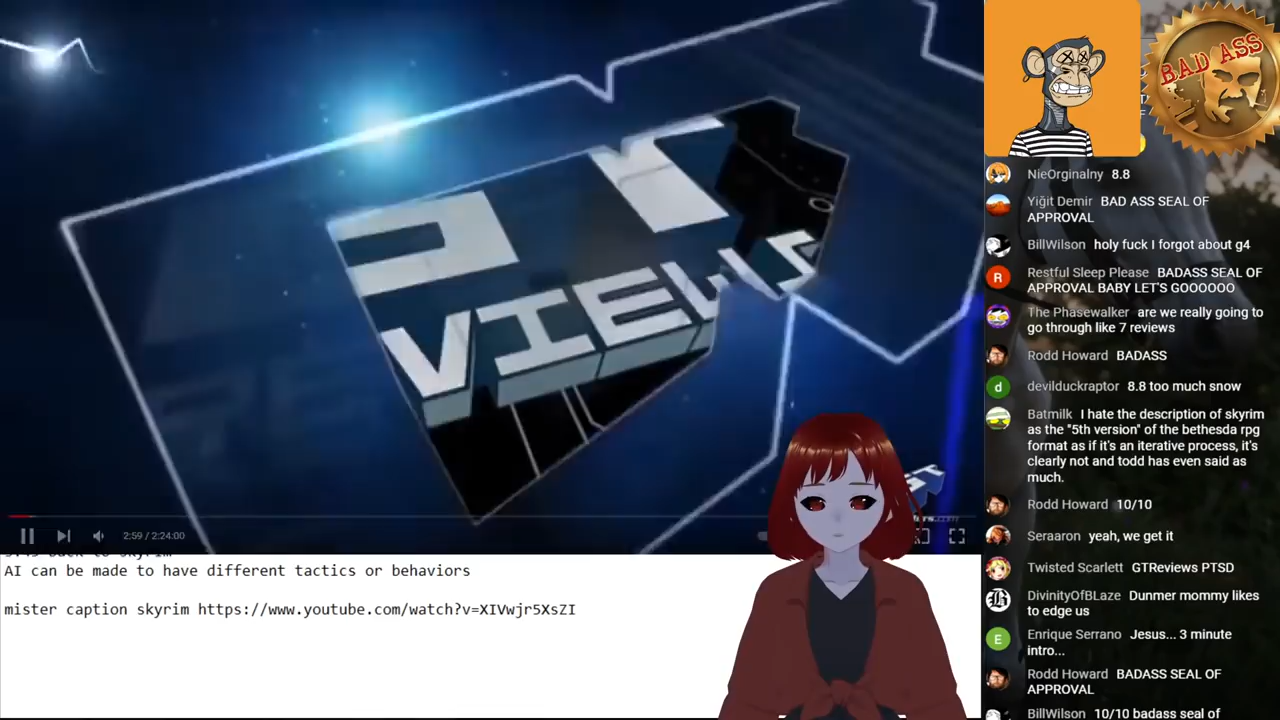 VIEWS
2:59 / 2:24:00
AI can be made to have different tactics or behaviors
mister caption skyrim https://www.youtube.com/watch?v=XIVwjr5XsZI
BAD ASS
NieOrginalny 8.8
Yiğit Demir BAD ASS SEAL OF
APPROVAL
BillWilson holy fuck I forgot about g4
Restful Sleep Please BADASS SEAL OF
APPROVAL BABY LET'S GOOOOOO
The Phasewalker are we really going to
go through like 7 reviews
Rodd Howard BADASS
devilduckraptor 8.8 too much snow
Batmilk I hate the description of skyrim
as the "5th version" of the bethesda rpg
format as if it's an iterative process, it's
clearly not and todd has even said as
much.
Rodd Howard 10/10
Seraaron yeah, we get it
Twisted Scarlett GTReviews PTSD
DivinityOfBLaze Dunmer mommy likes
to edge us
Enrique Serrano Jesus... 3 minute
intro...
Rodd Howard BADASS SEAL OF
APPROVAL
BillWilson 10/10 badass seal of